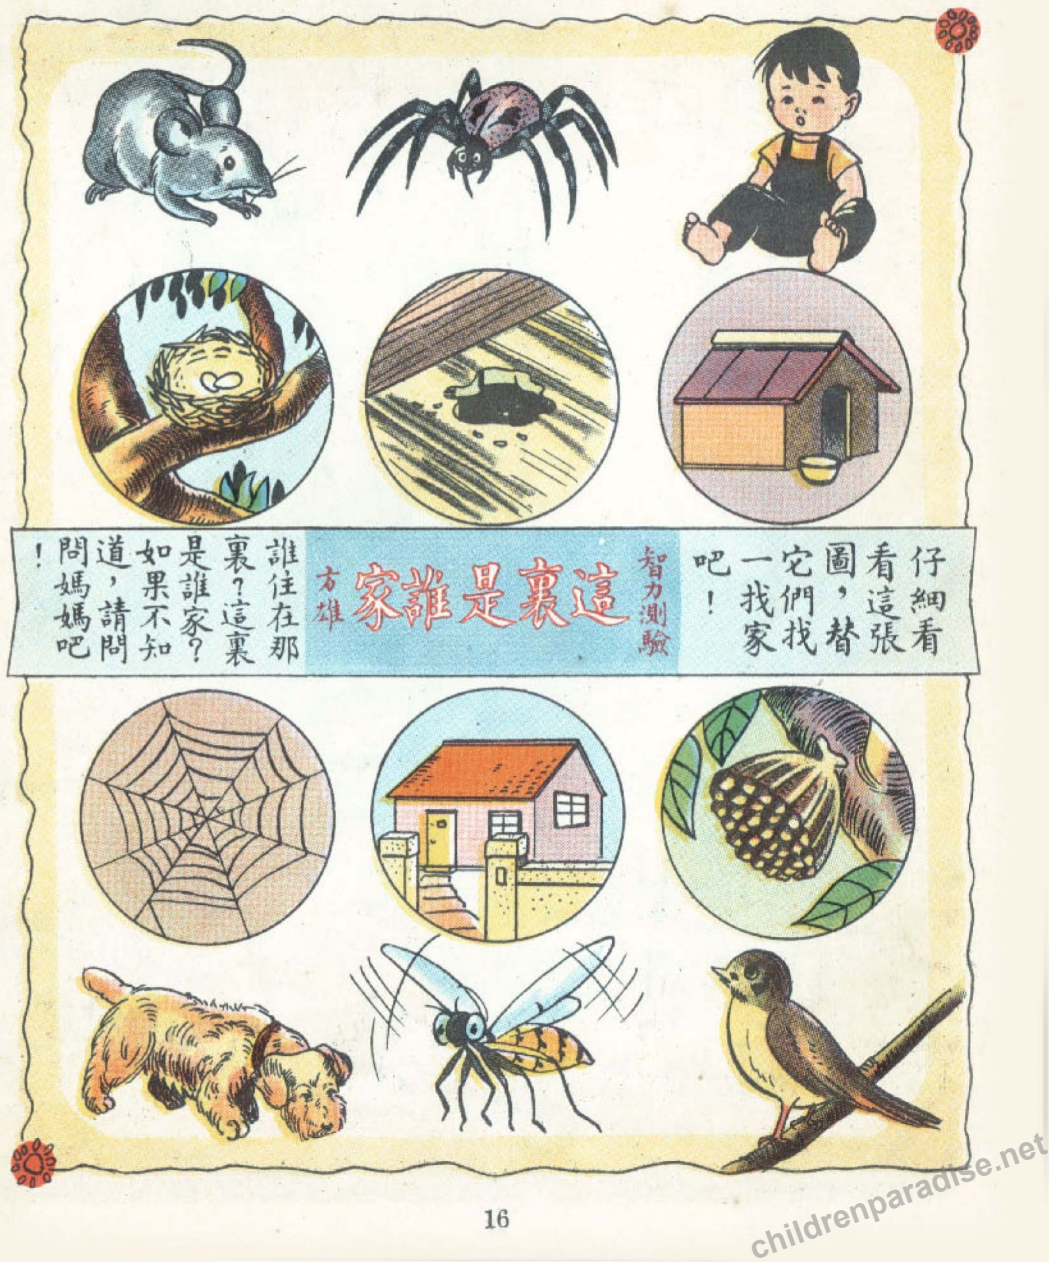 仔細看
看這張
圖，替
它們找
一找家
吧！
智力測驗
這裏是誰家
方雄
誰住在那
裏？這裏
是誰家？
如果不知
道，請問
問媽媽吧
！
16
childrenparadise.net